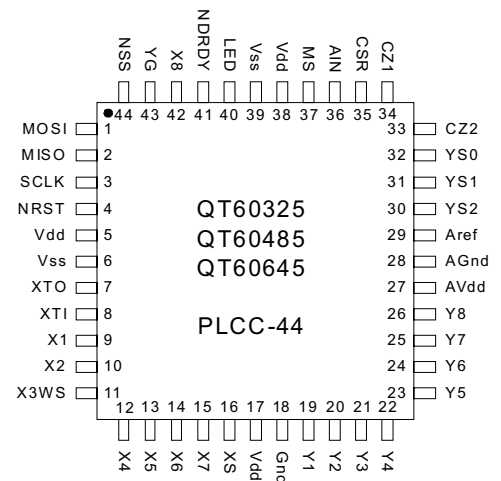 NSS YG X8 NDRDY LED Vss Vdd MS AIN CSR CZ1
44 43 42 41 40 39 38 37 36 35 34
MOSI 1 33 CZ2
MISO 2 32 YS0
SCLK 3 31 YS1
NRST 4 30 YS2
Vdd 5 29 Aref
Vss 6 28 AGnd
XTO 7 27 AVdd
XTI 8 26 Y8
X1 9 25 Y7
X2 10 24 Y6
X3WS 11 23 Y5
QT60325
QT60485
QT60645
PLCC-44
12 13 14 15 16 17 18 19 20 21 22
X4 X5 X6 X7 XS Vdd Gnd Y1 Y2 Y3 Y4